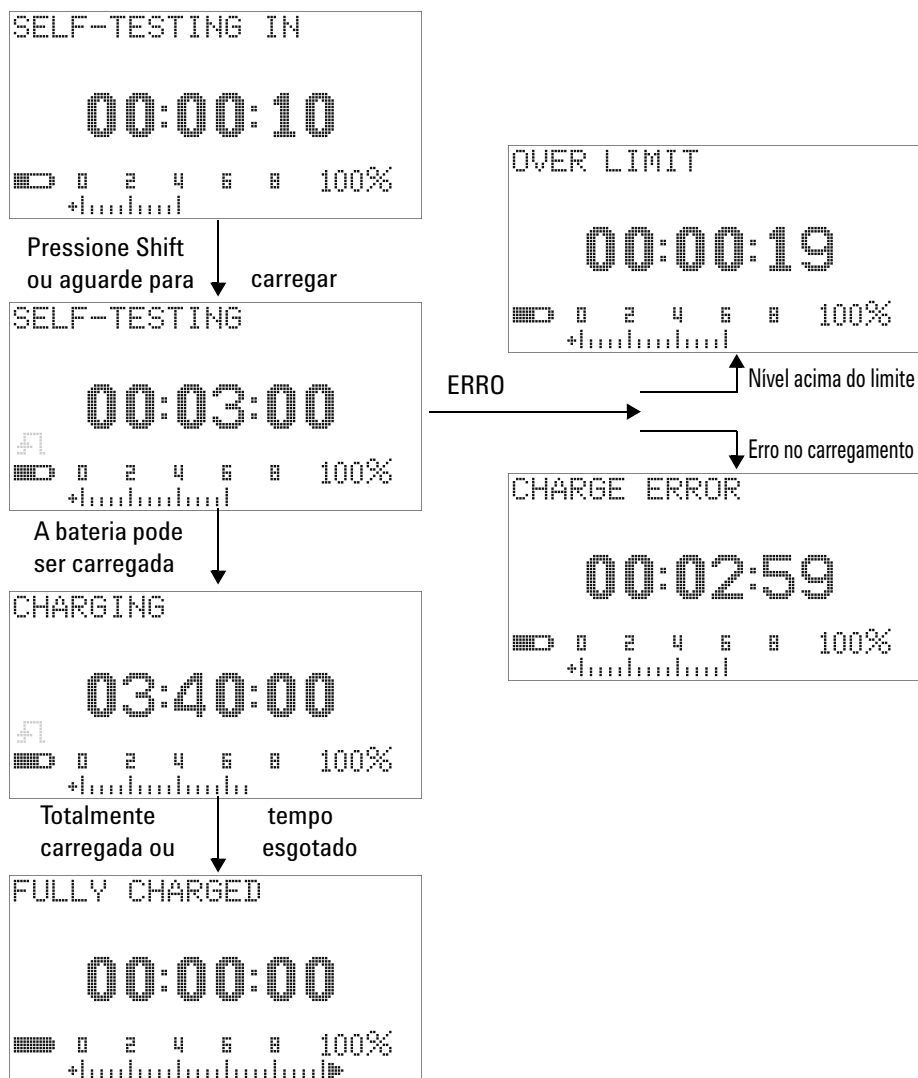 SELF-TESTING IN
00:00:10
0 2 4 6 8 100%
Pressione Shift
ou aguarde para carregar
SELF-TESTING
00:03:00
0 2 4 6 8 100%
A bateria pode
ser carregada
CHARGING
03:40:00
0 2 4 6 8 100%
Totalmente tempo
carregada ou esgotado
FULLY CHARGED
00:00:00
0 2 4 6 8 100%
ERRO
OVER LIMIT
00:00:19
0 2 4 6 8 100%
Nível acima do limite
Erro no carregamento
CHARGE ERROR
00:02:59
0 2 4 6 8 100%